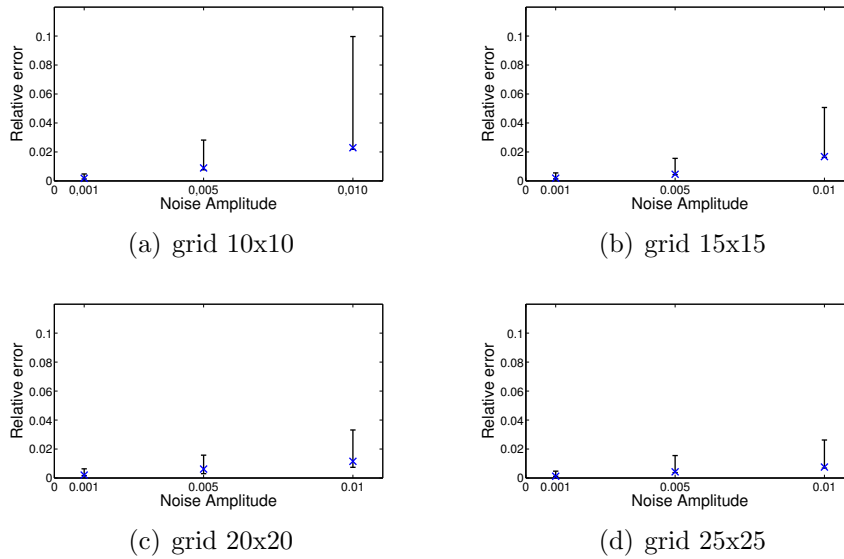 0.1
0.08
0.06
0.04
0.02
0
Relative error
0 0,001 0,005 0,010
Noise Amplitude
(a) grid 10x10
0.1
0.08
0.06
0.04
0.02
0
Relative error
0 0.001 0.005 0.01
Noise Amplitude
(b) grid 15x15
0.1
0.08
0.06
0.04
0.02
0
Relative error
0 0.001 0.005 0.01
Noise Amplitude
(c) grid 20x20
0.1
0.08
0.06
0.04
0.02
0
Relative error
0 0.001 0.005 0.01
Noise Amplitude
(d) grid 25x25